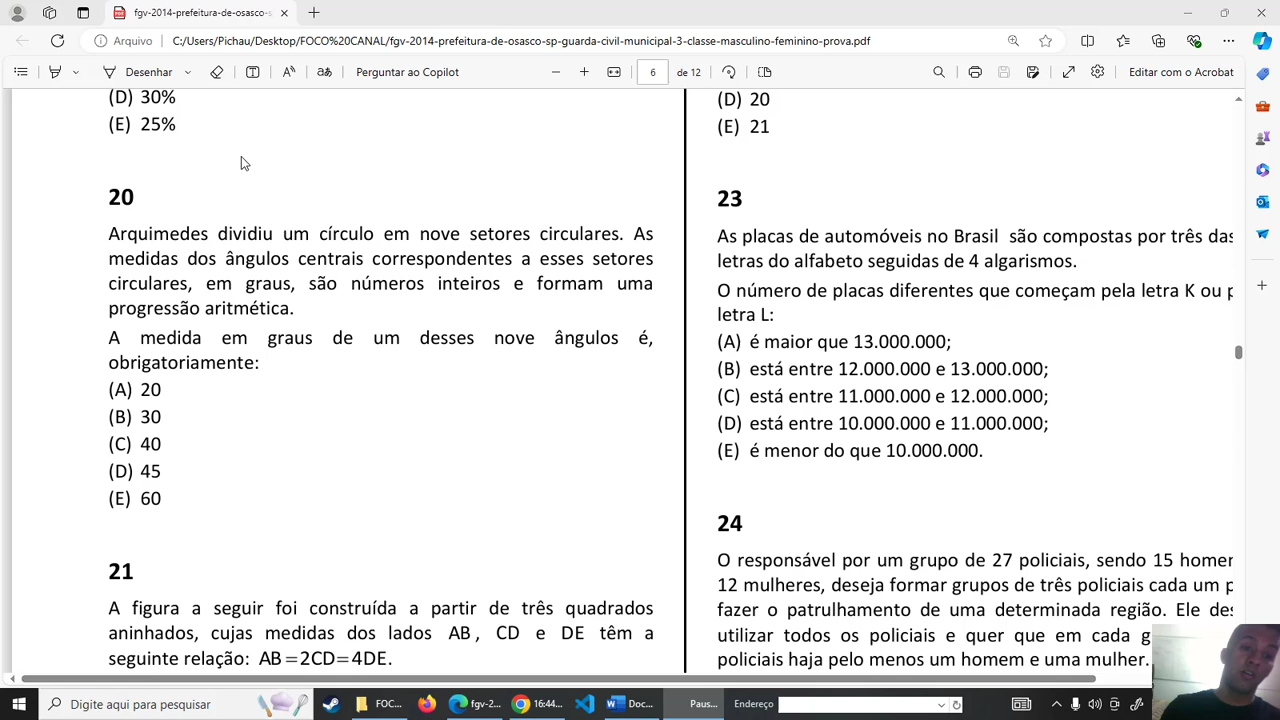 fgv-2014-prefeitura-de-osasco-s
Arquivo
C:/Users/Pichau/Desktop/FOCO%20CANAL/fgv-2014-prefeitura-de-osasco-sp-guarda-civil-municipal-3-classe-masculino-feminino-prova.pdf
Desenhar
Perguntar ao Copilot
6 de 12
Editar com o Acrobat
(D) 30%
(E) 25%
20
Arquimedes dividiu um círculo em nove setores circulares. As
medidas dos ângulos centrais correspondentes a esses setores
circulares, em graus, são números inteiros e formam uma
progressão aritmética.
A medida em graus de um desses nove ângulos é,
obrigatoriamente:
(A) 20
(B) 30
(C) 40
(D) 45
(E) 60
21
A figura a seguir foi construída a partir de três quadrados
aninhados, cujas medidas dos lados AB, CD e DE têm a
seguinte relação: AB=2CD=4DE.
(D) 20
(E) 21
23
As placas de automóveis no Brasil são compostas por três das
letras do alfabeto seguidas de 4 algarismos.
O número de placas diferentes que começam pela letra K ou p
letra L:
(A) é maior que 13.000.000;
(B) está entre 12.000.000 e 13.000.000;
(C) está entre 11.000.000 e 12.000.000;
(D) está entre 10.000.000 e 11.000.000;
(E) é menor do que 10.000.000.
24
O responsável por um grupo de 27 policiais, sendo 15 homer
12 mulheres, deseja formar grupos de três policiais cada um p
fazer o patrulhamento de uma determinada região. Ele des
utilizar todos os policiais e quer que em cada g
policiais haja pelo menos um homem e uma mulher.
Digite aqui para pesquisar
FOC...
fgv-2...
16:44...
Doc...
Paus...
Endereço